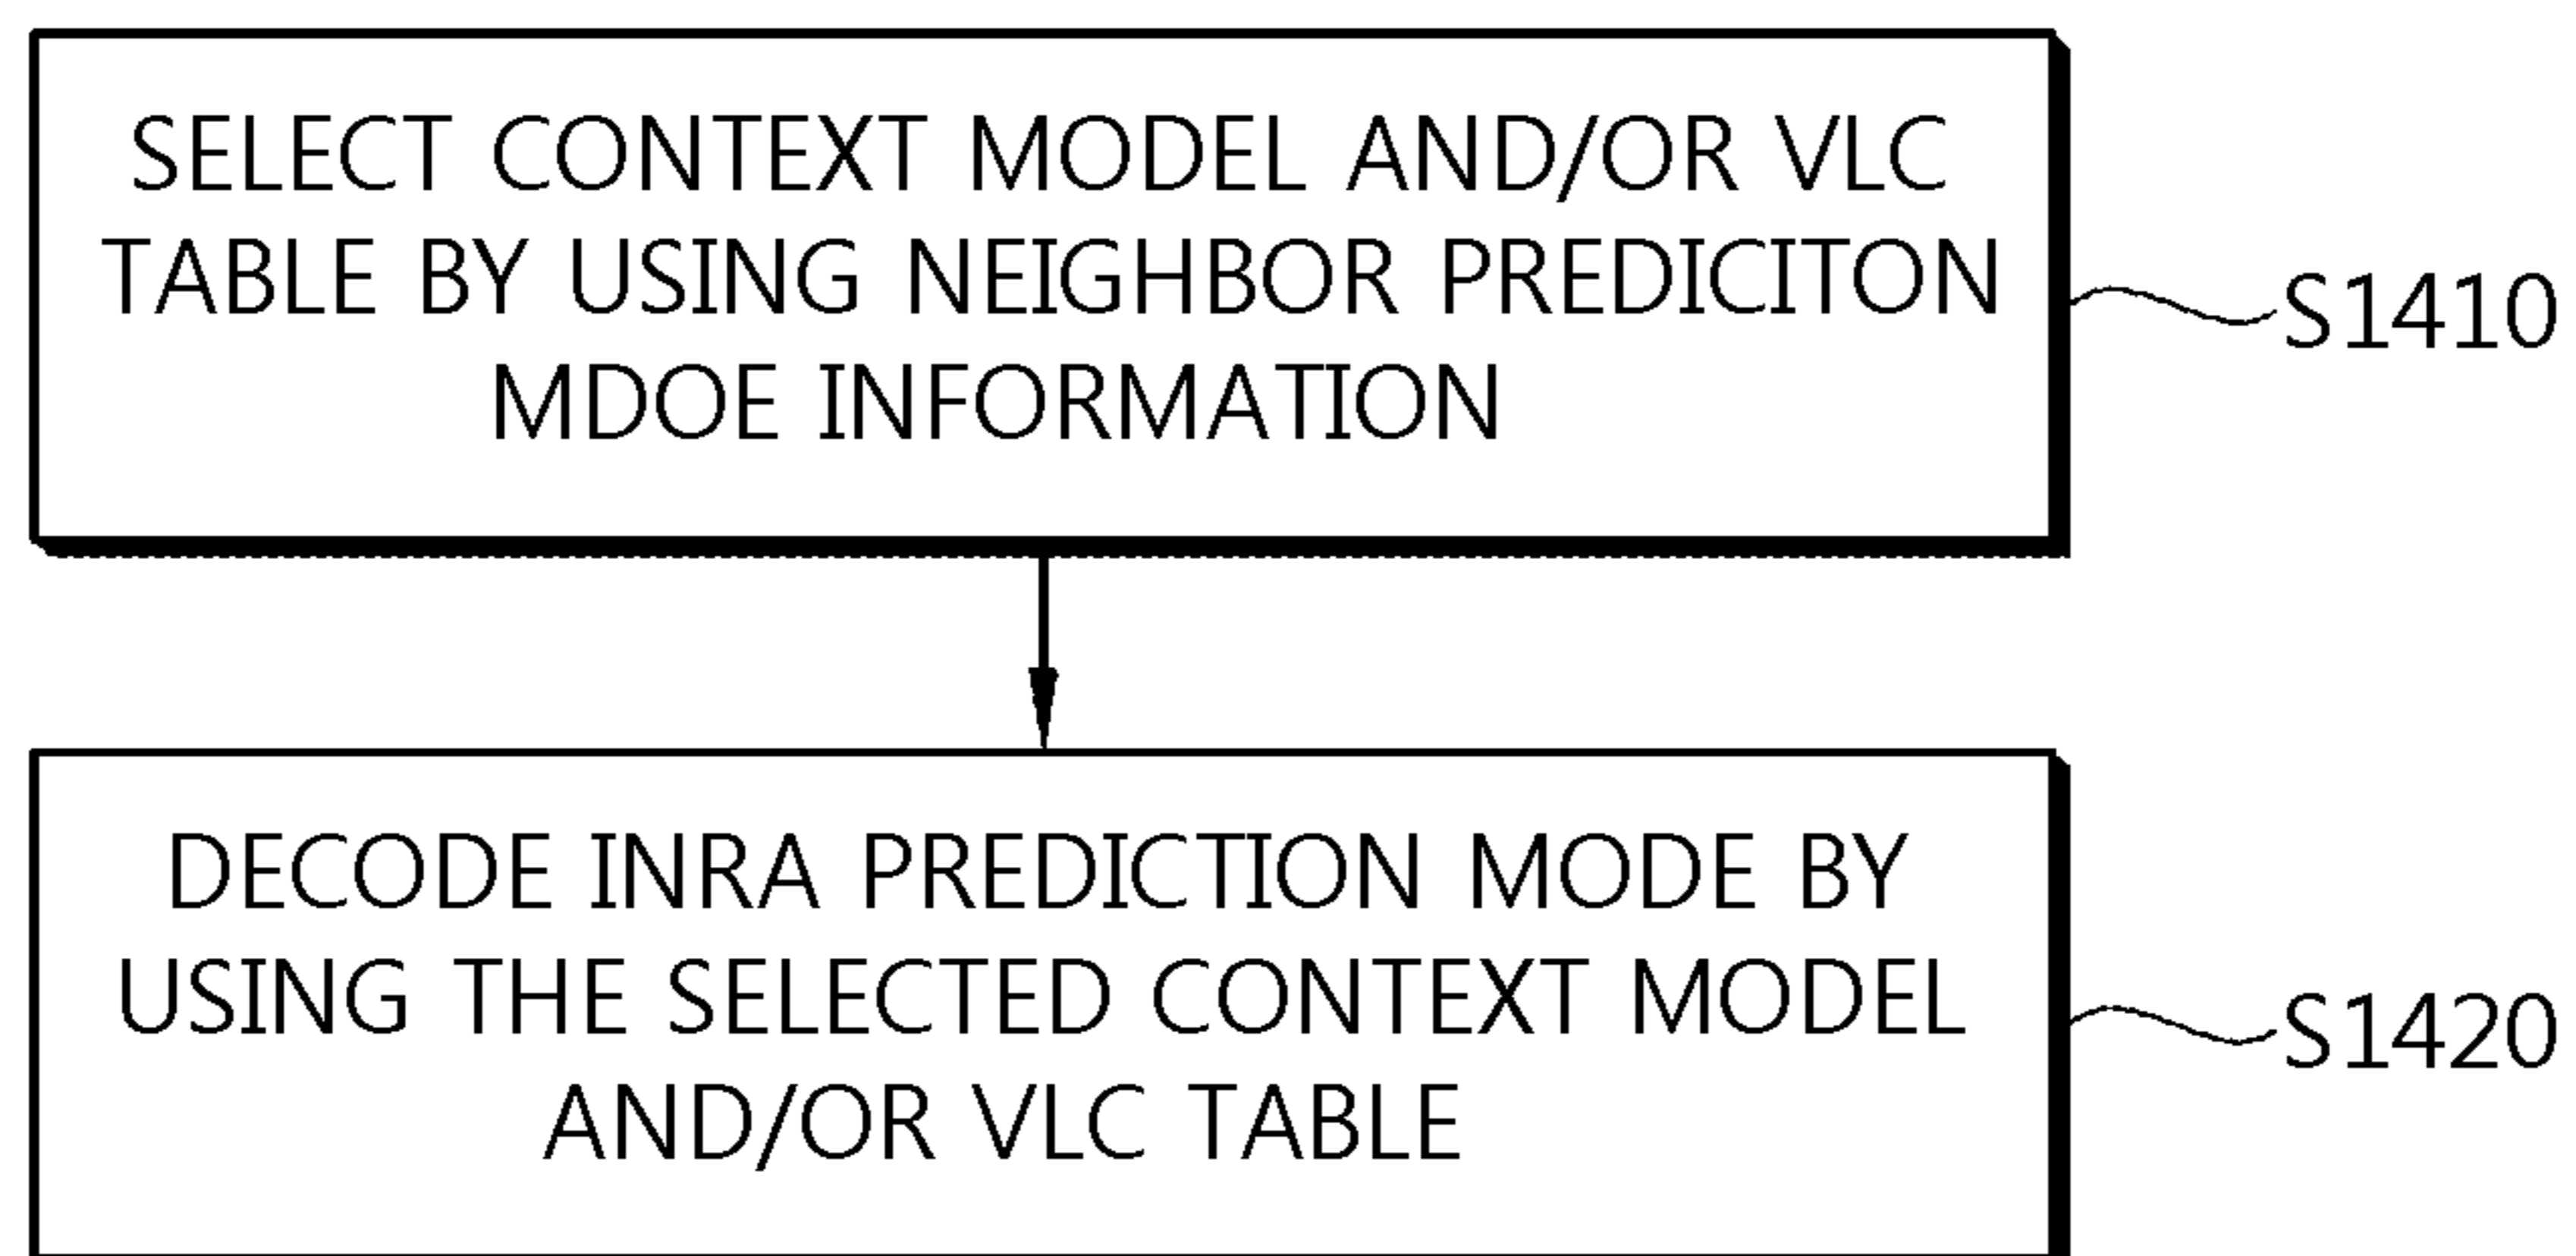 SELECT CONTEXT MODEL AND/OR VLC
TABLE BY USING NEIGHBOR PREDICITON
MDOE INFORMATION
S1410
DECODE INRA PREDICTION MODE BY
USING THE SELECTED CONTEXT MODEL
AND/OR VLC TABLE
S1420